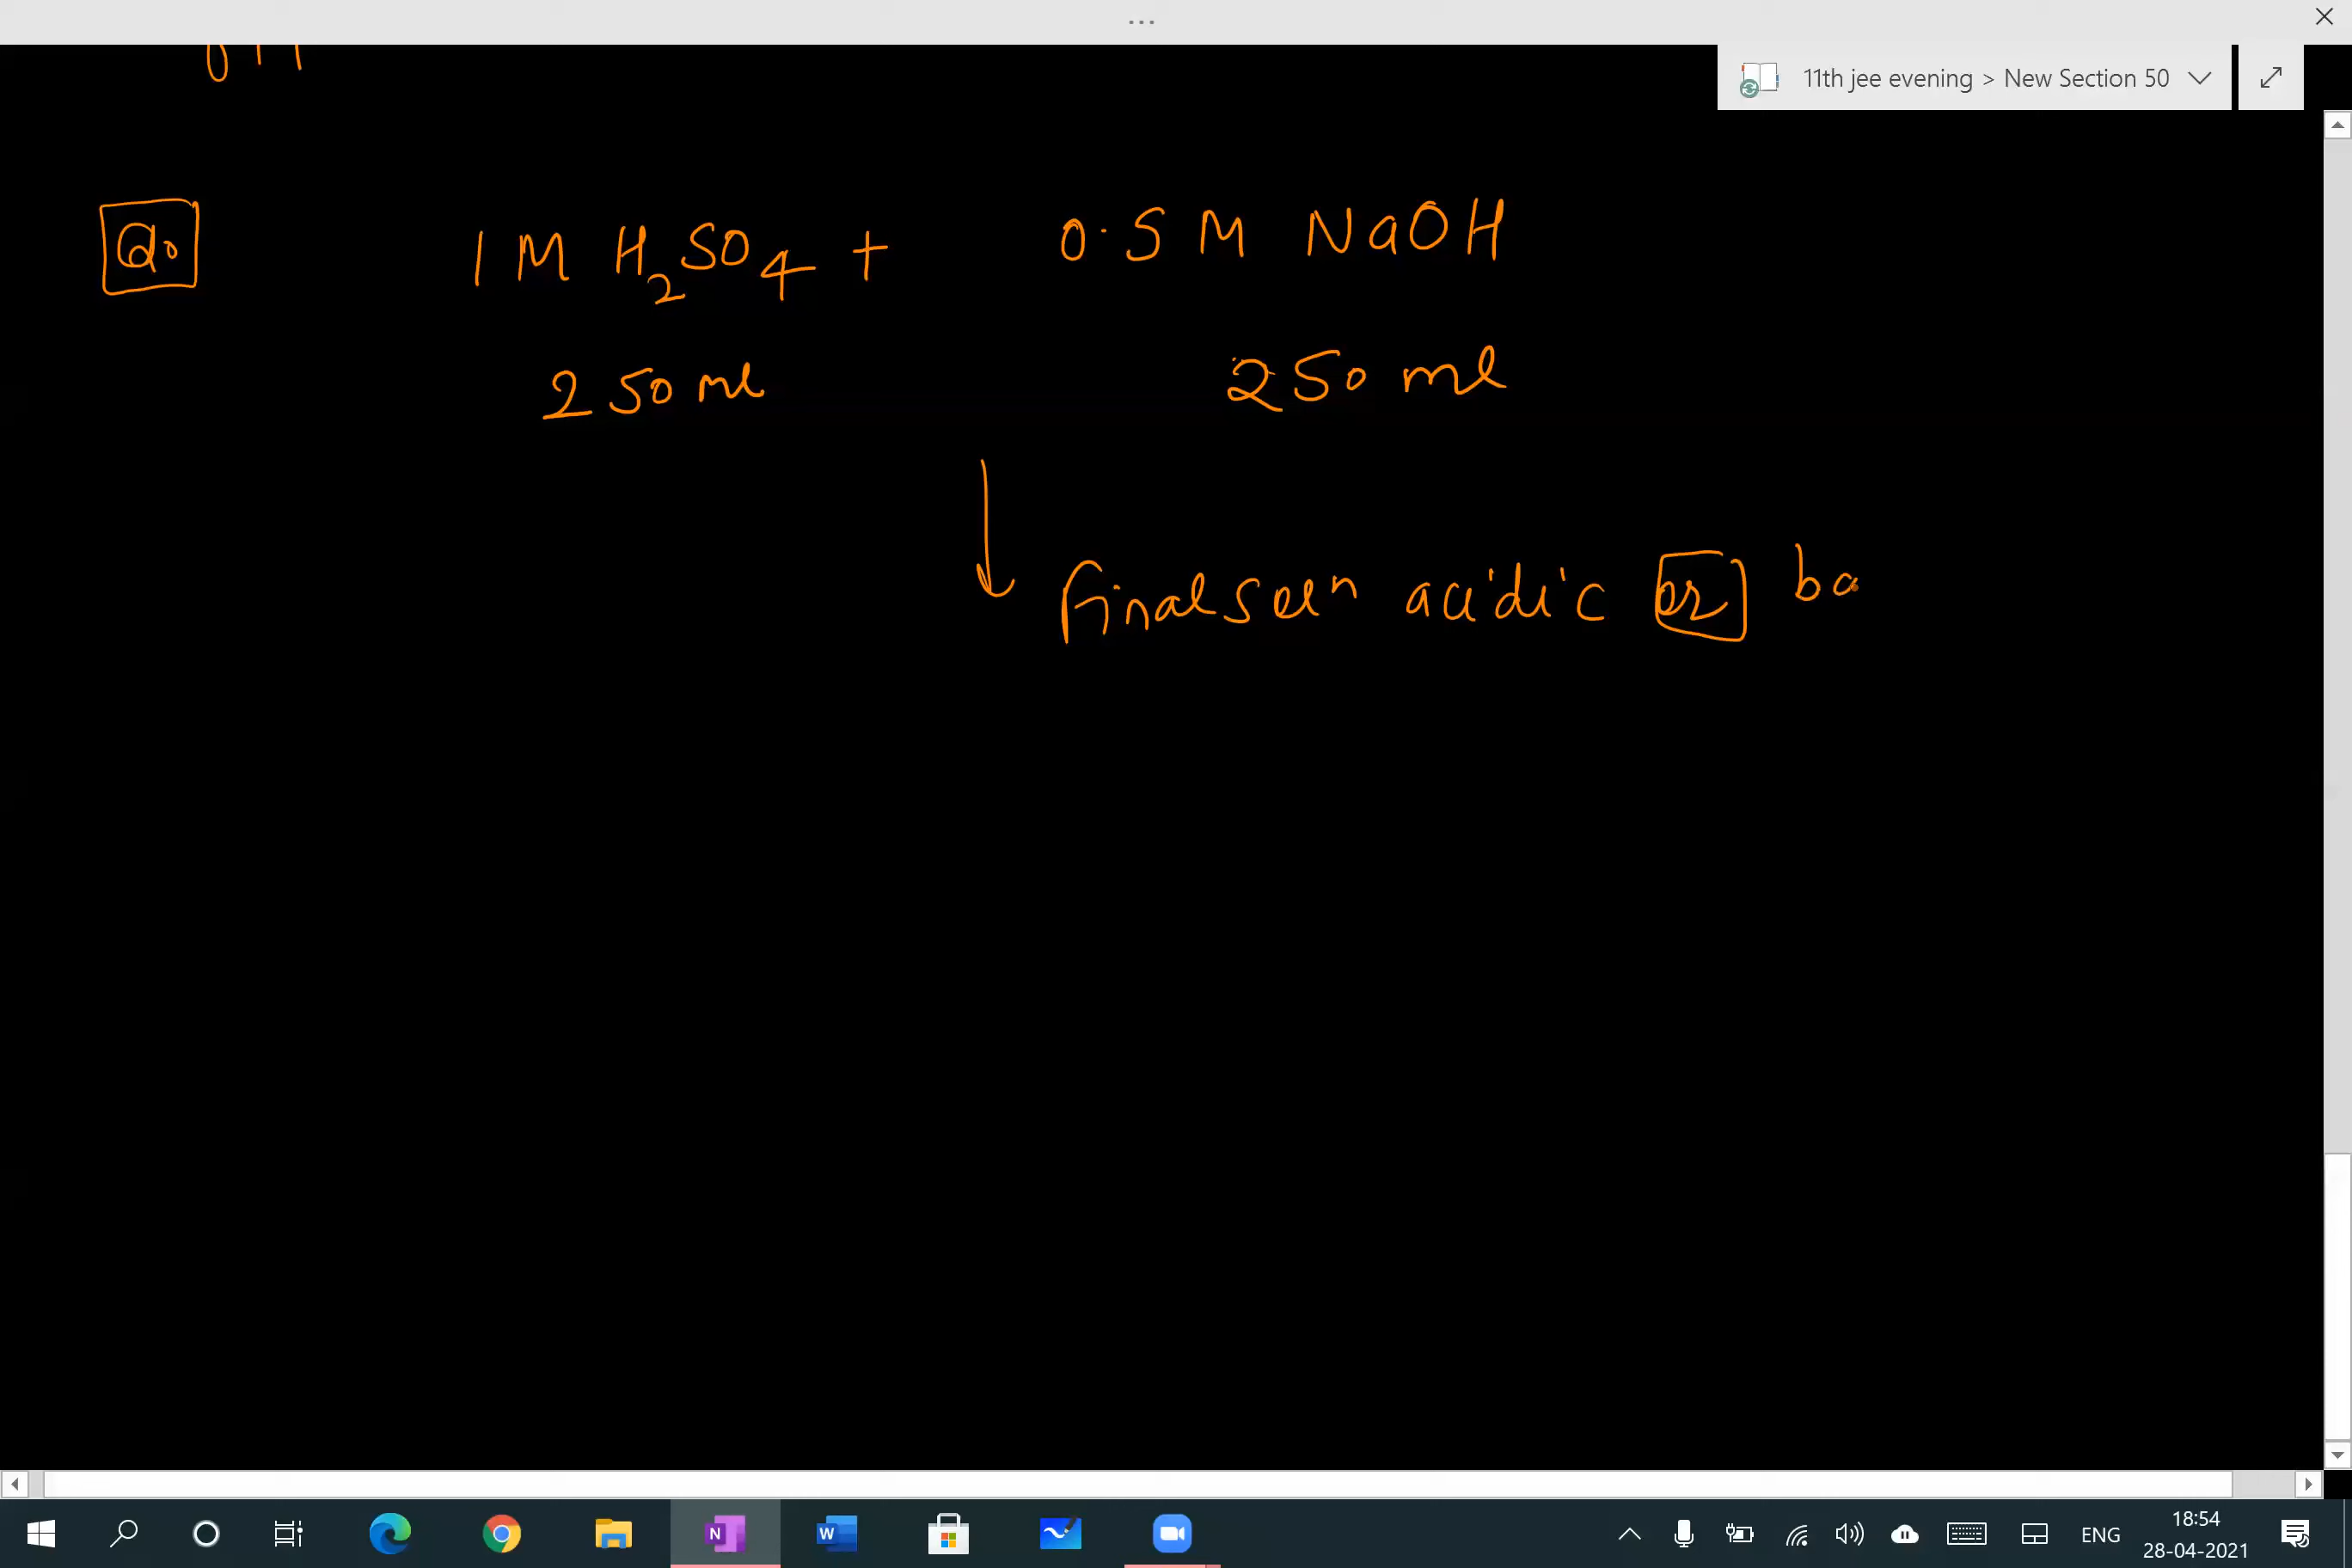 ...
11th jee evening > New Section 50
Q.
1 M H₂SO₄ + 0.5 M NaOH
250 ml 250 ml
Final solⁿ acidic or ba
N
W
ENG
18:54
28-04-2021